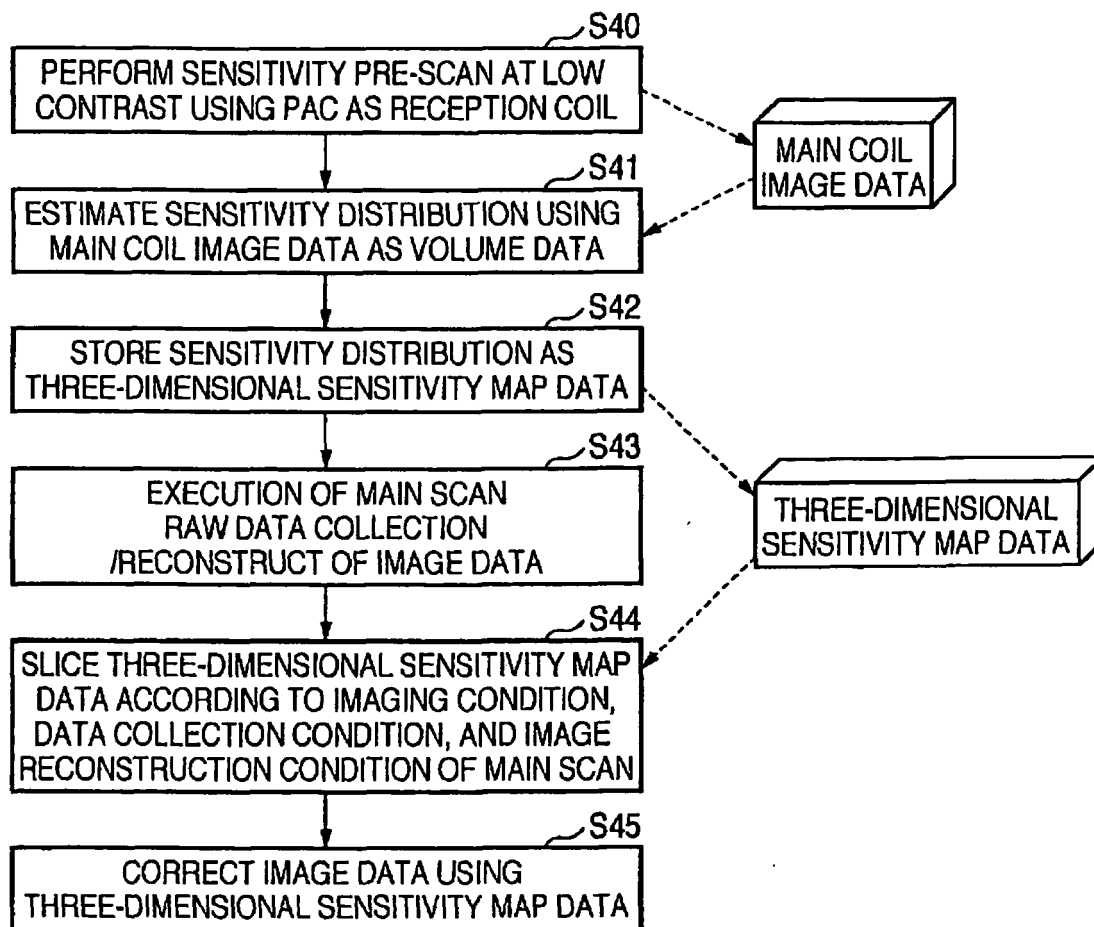 S40
PERFORM SENSITIVITY PRE-SCAN AT LOW
CONTRAST USING PAC AS RECEPTION COIL
MAIN COIL
IMAGE DATA
S41
ESTIMATE SENSITIVITY DISTRIBUTION USING
MAIN COIL IMAGE DATA AS VOLUME DATA
S42
STORE SENSITIVITY DISTRIBUTION AS
THREE-DIMENSIONAL SENSITIVITY MAP DATA
S43
EXECUTION OF MAIN SCAN
RAW DATA COLLECTION
/RECONSTRUCT OF IMAGE DATA
THREE-DIMENSIONAL
SENSITIVITY MAP DATA
S44
SLICE THREE-DIMENSIONAL SENSITIVITY MAP
DATA ACCORDING TO IMAGING CONDITION,
DATA COLLECTION CONDITION, AND IMAGE
RECONSTRUCTION CONDITION OF MAIN SCAN
S45
CORRECT IMAGE DATA USING
THREE-DIMENSIONAL SENSITIVITY MAP DATA